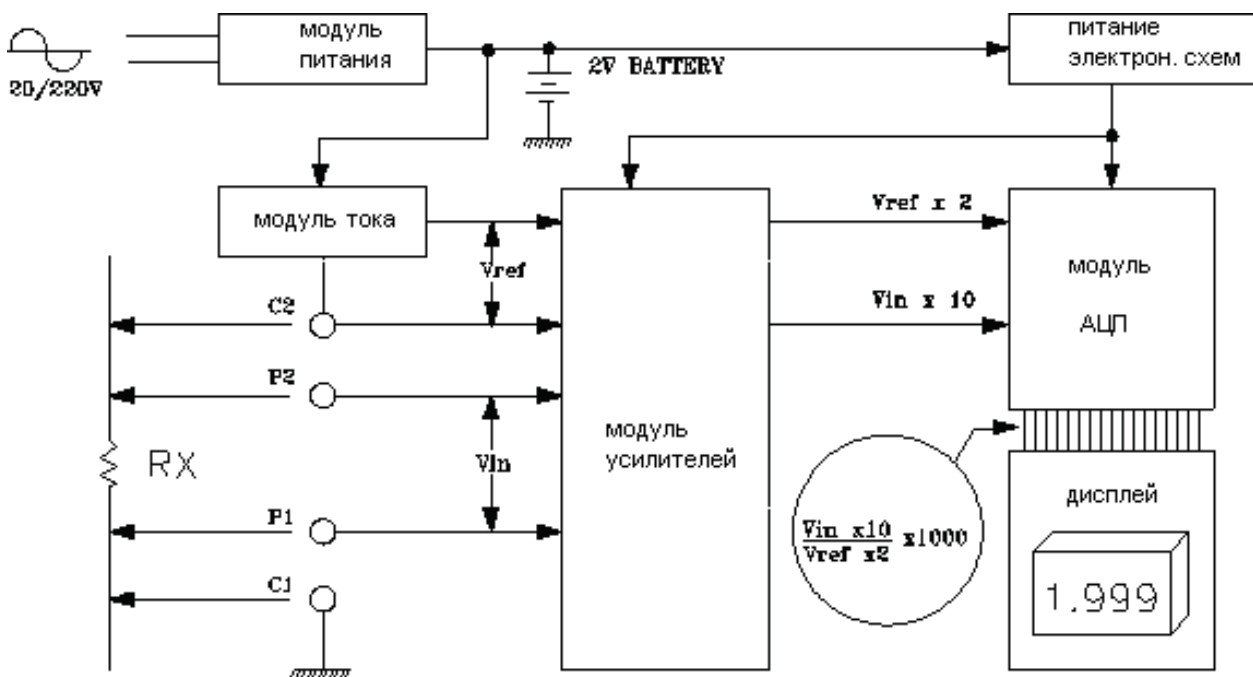 модуль
питания
20/220V
2V BATTERY
питание
электрон. схем
модуль тока
Vref
C2
P2
RX
Vin
P1
C1
модуль
усилителей
Vref x 2
Vin x 10
модуль
АЦП
Vin x10
Vref x2
x1000
дисплей
1.999